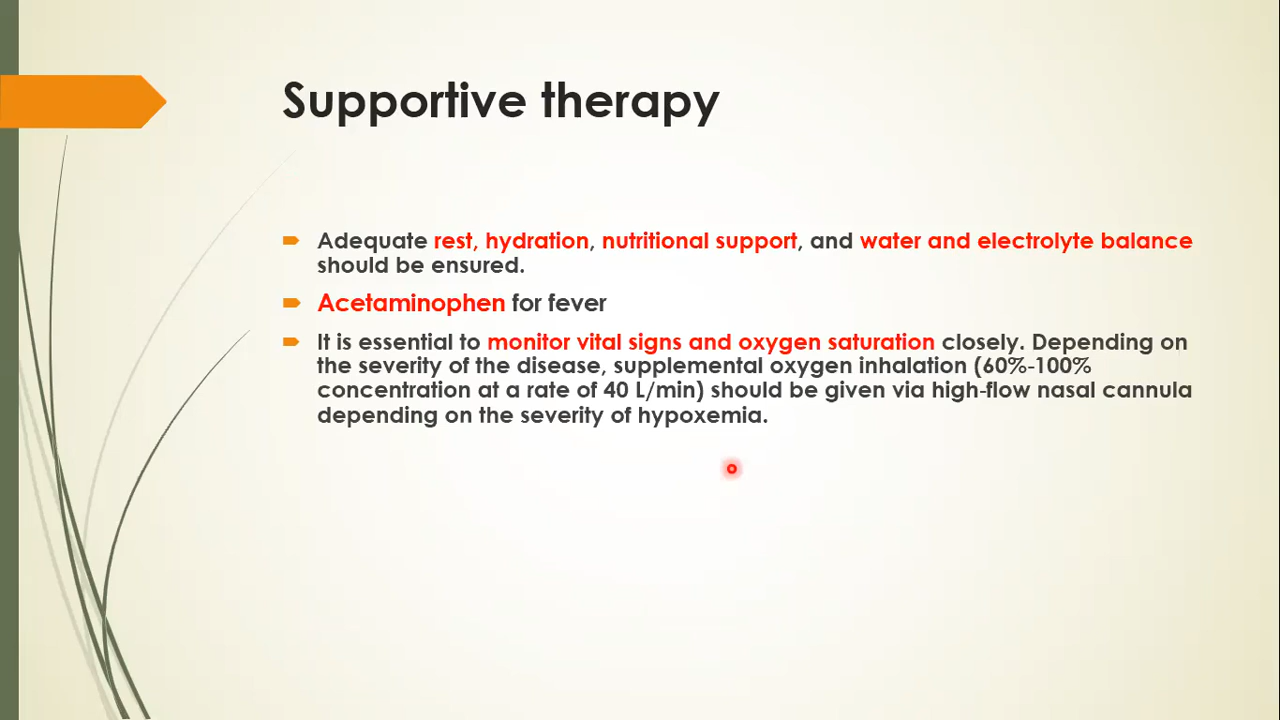 Supportive therapy
Adequate rest, hydration, nutritional support, and water and electrolyte balance
should be ensured.
Acetaminophen for fever
It is essential to monitor vital signs and oxygen saturation closely. Depending on
the severity of the disease, supplemental oxygen inhalation (60%-100%
concentration at a rate of 40 L/min) should be given via high-flow nasal cannula
depending on the severity of hypoxemia.